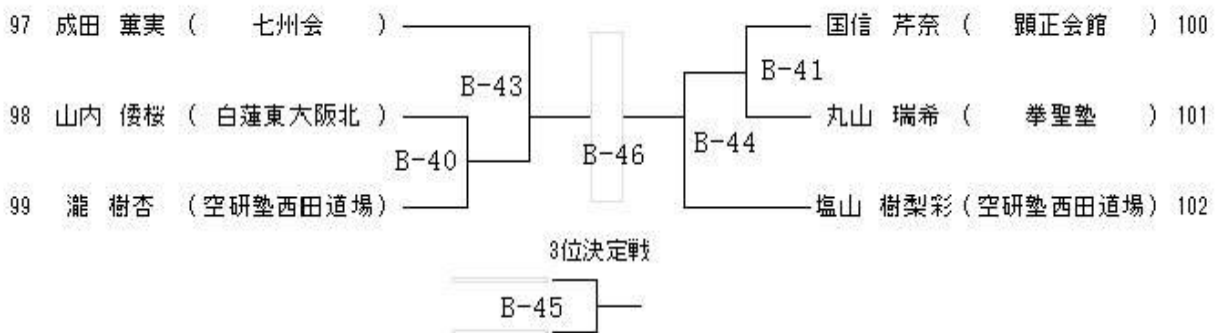 97 成田 薫実 ( 七州会 ) 国信 芹奈 ( 顕正会館 ) 100
B-43 B-41
98 山内 倭桜 ( 白蓮東大阪北 ) 丸山 瑞希 ( 拳聖塾 ) 101
B-40 B-46 B-44
99 瀧 樹杏 (空研塾西田道場) 塩山 樹梨彩 (空研塾西田道場) 102
3位決定戦
B-45